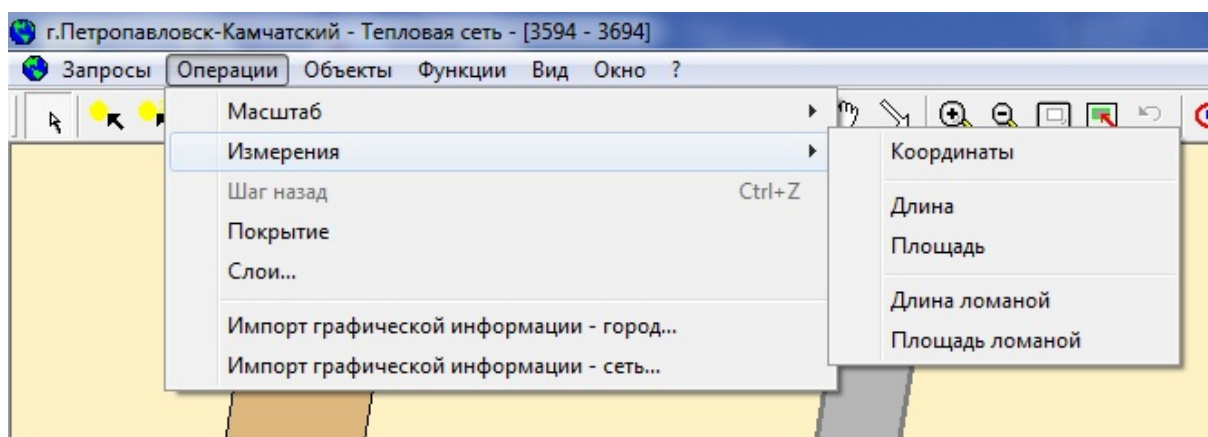 г.Петропавловск-Камчатский - Тепловая сеть - [3594 - 3694]
Запросы Операции Объекты Функции Вид Окно ?
Масштаб
Измерения
Шаг назад Ctrl+Z
Покрытие
Слои...
Импорт графической информации - город...
Импорт графической информации - сеть...
Координаты
Длина
Площадь
Длина ломаной
Площадь ломаной